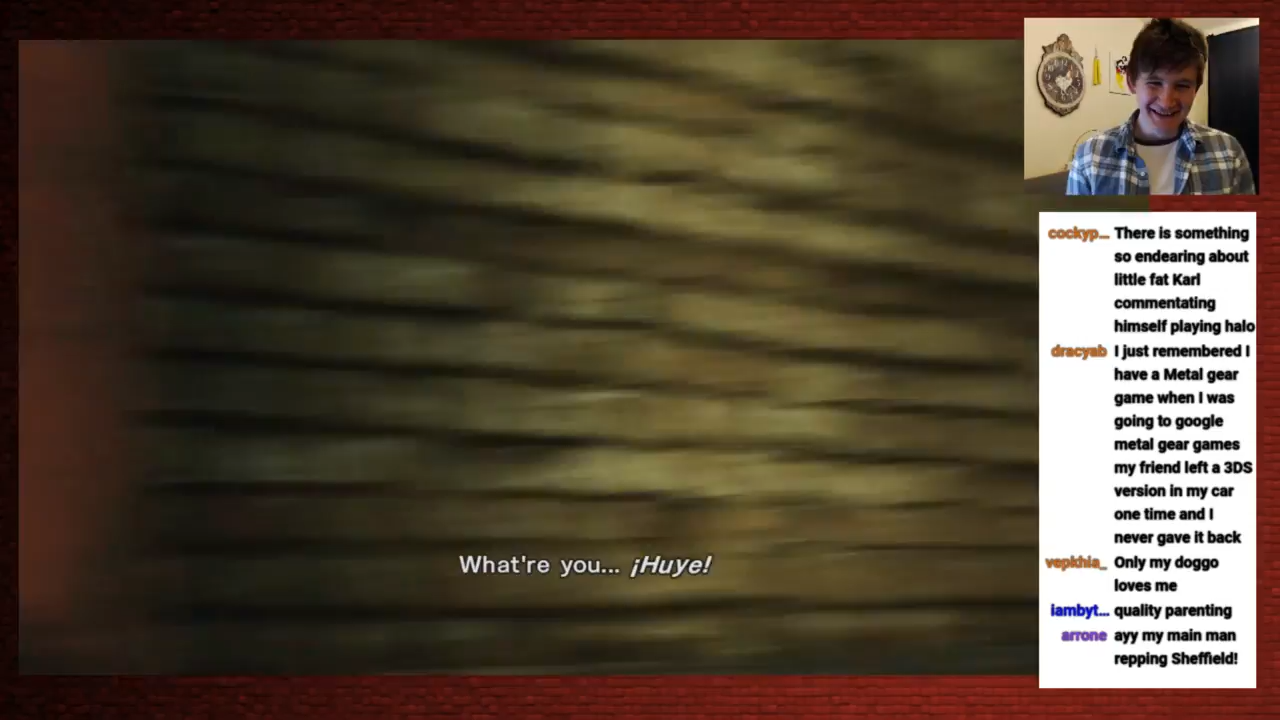 What're you... ¡Huye!
cockyp... There is something
so endearing about
little fat Karl
commentating
himself playing halo
dracyab I just remembered I
have a Metal gear
game when I was
going to google
metal gear games
my friend left a 3DS
version in my car
one time and I
never gave it back
vepkhia_ Only my doggo
loves me
iambyt... quality parenting
arrone ayy my main man
repping Sheffield!